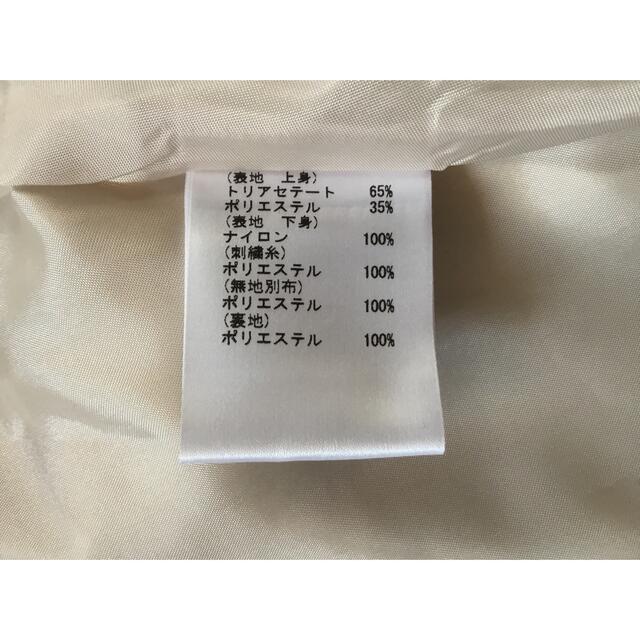 (表地　上身)
トリアセテート　65%
ポリエステル　35%
(表地　下身)
ナイロン　100%
(刺繍糸)
ポリエステル　100%
(無地別布)
ポリエステル　100%
(裏地)
ポリエステル　100%